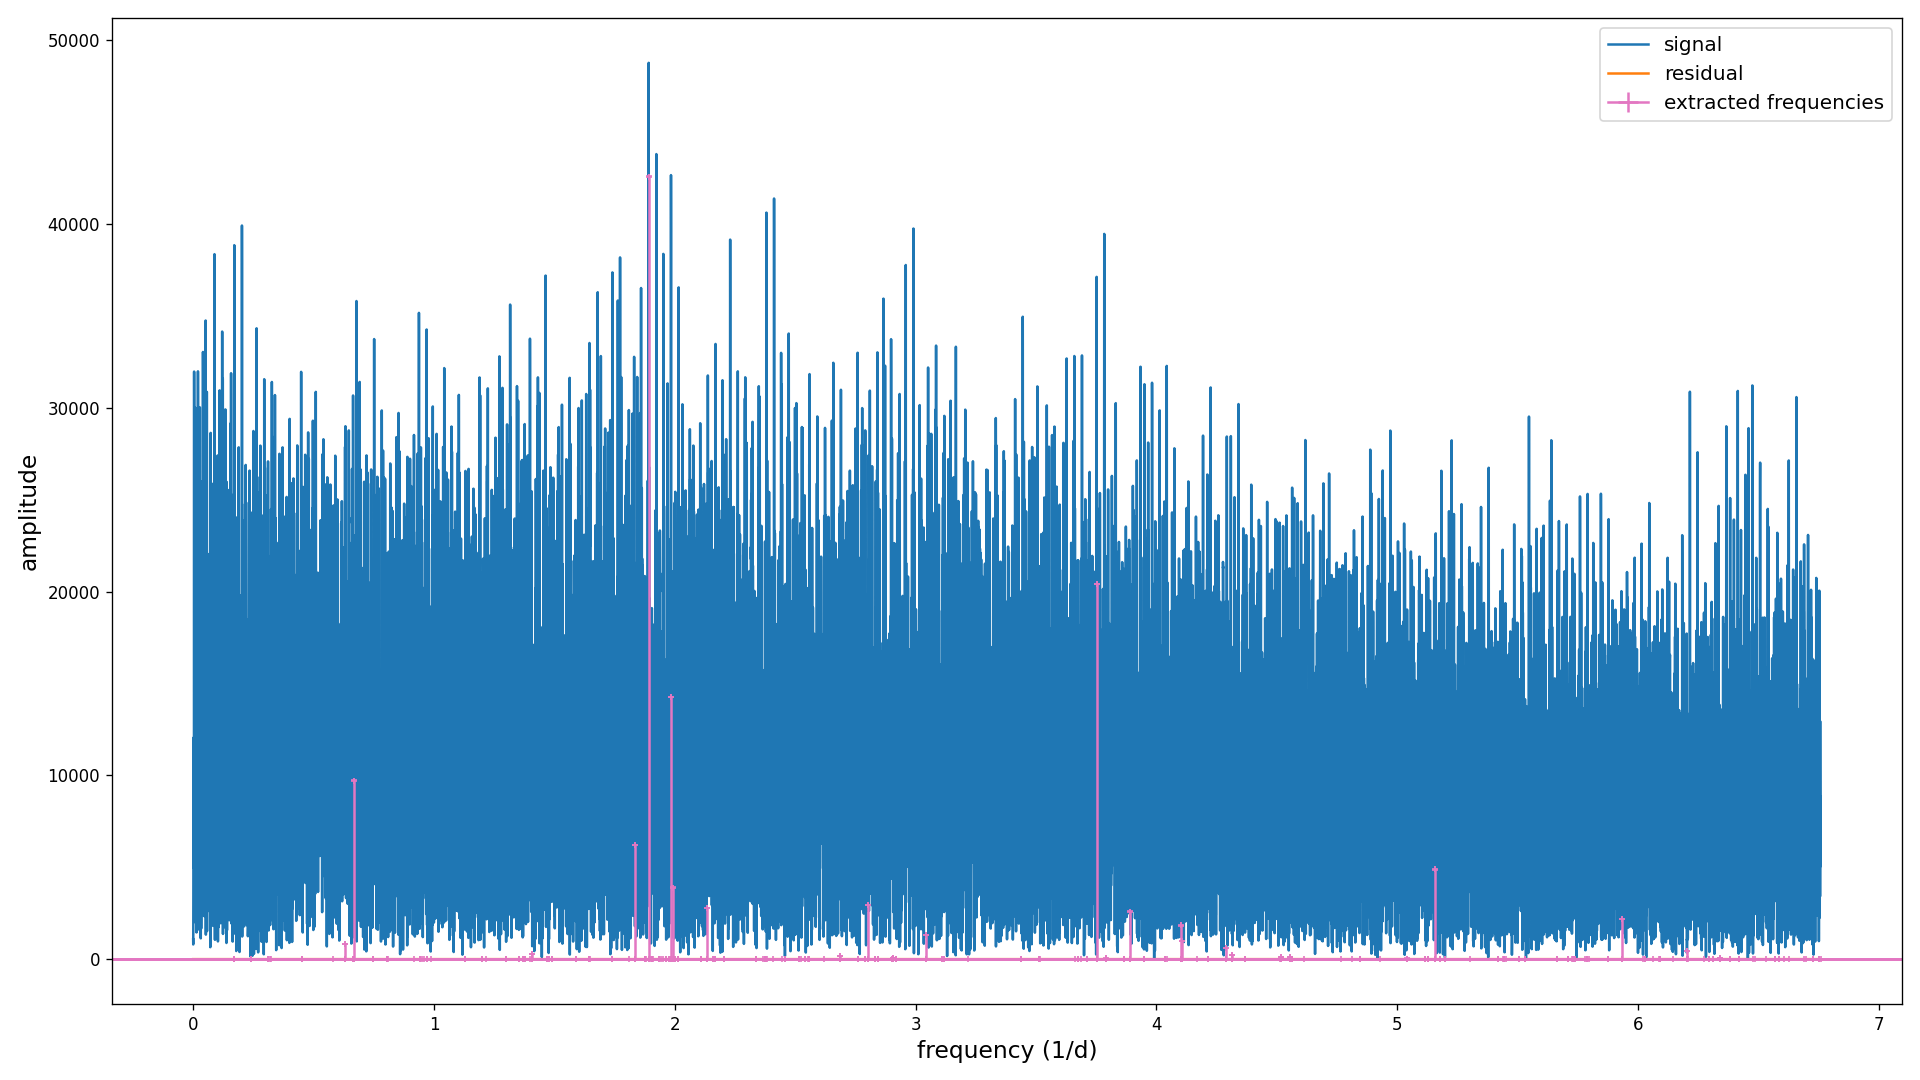 signal
residual
extracted frequencies
50000
40000
30000
20000
10000
0
amplitude
0 1 2 3 4 5 6 7
frequency (1/d)